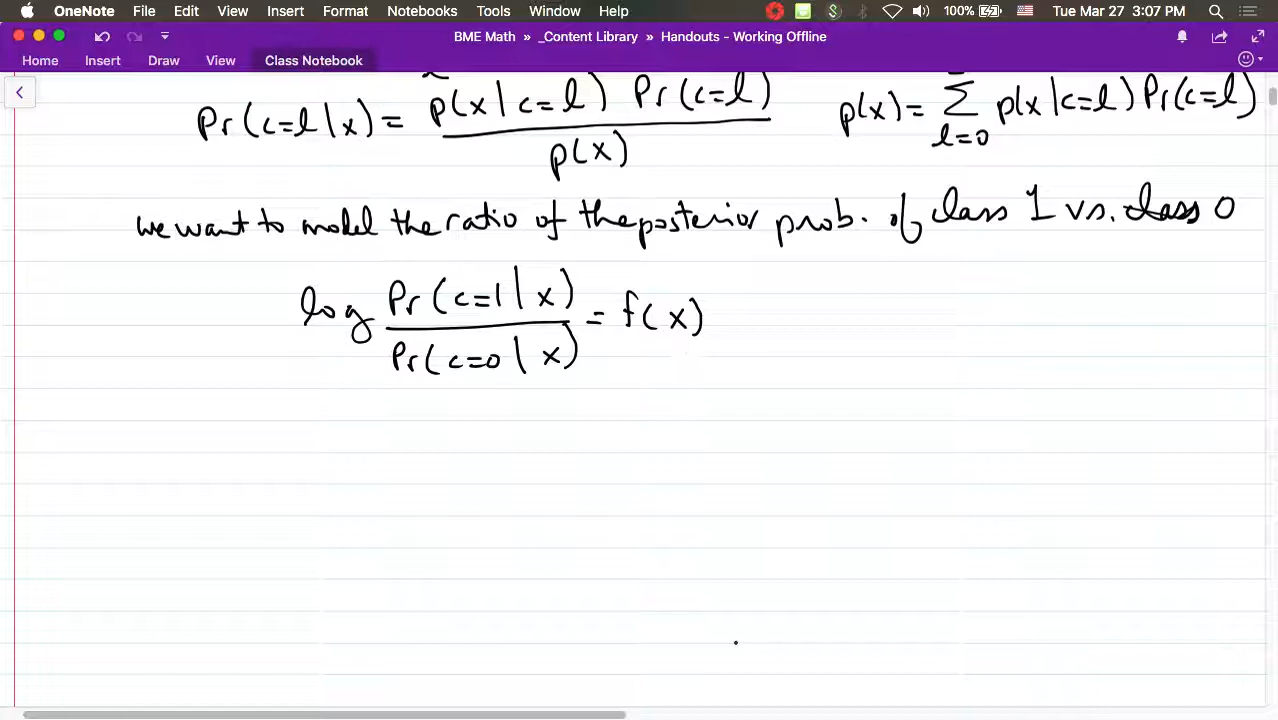 OneNote File Edit View Insert Format Notebooks Tools Window Help 100% Tue Mar 27 3:07 PM
BME Math » _Content Library » Handouts - Working Offline
Home Insert Draw View Class Notebook
Pr(c=l|x) = p(x|c=l) Pr(c=l) / p(x) p(x) = Σ l=0 p(x|c=l) Pr(c=l)
we want to model the ratio of the posterior prob. of class 1 vs. class 0
log Pr(c=1|x) / Pr(c=0|x) = f(x)